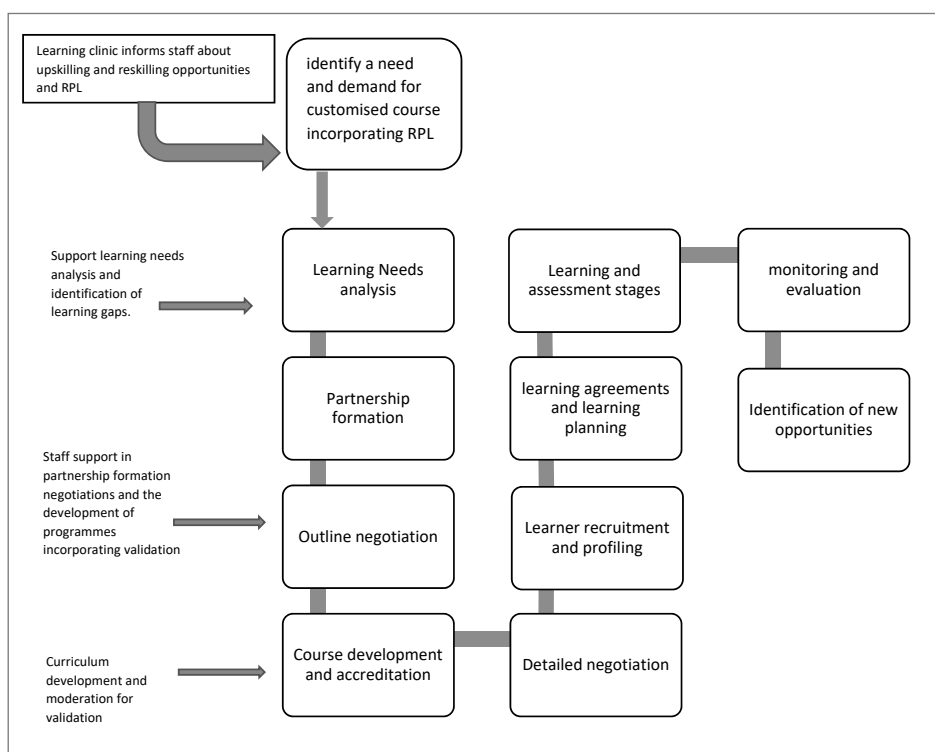 Learning clinic informs staff about
upskilling and reskilling opportunities
and RPL
identify a need
and demand for
customised course
incorporating RPL
Support learning needs
analysis and
identification of
learning gaps.
Learning Needs
analysis
Partnership
formation
Staff support in
partnership formation
negotiations and the
development of
programmes
incorporating validation
Outline negotiation
Curriculum
development and
moderation for
validation
Course development
and accreditation
Detailed negotiation
Learner recruitment
and profiling
learning agreements
and learning
planning
Learning and
assessment stages
monitoring and
evaluation
Identification of new
opportunities